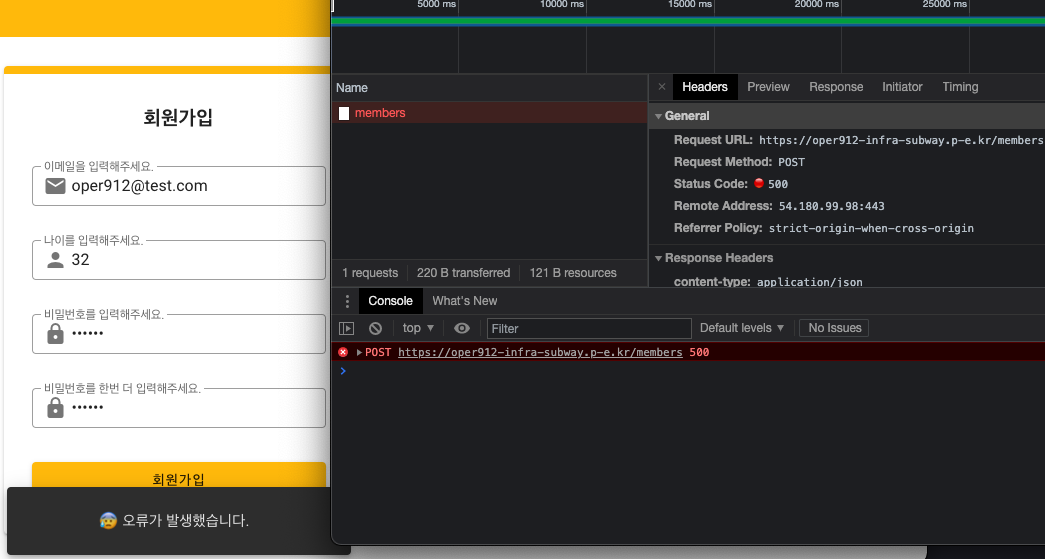 회원가입
이메일을 입력해주세요.
oper912@test.com
나이를 입력해주세요.
32
비밀번호를 입력해주세요.
••••••
비밀번호를 한번 더 입력해주세요.
••••••
회원가입
😰 오류가 발생했습니다.
5000 ms 10000 ms 15000 ms 20000 ms 25000 ms
Name
members
1 requests 220 B transferred 121 B resources
× Headers Preview Response Initiator Timing
General
Request URL: https://oper912-infra-subway.p-e.kr/members
Request Method: POST
Status Code: 500
Remote Address: 54.180.99.98:443
Referrer Policy: strict-origin-when-cross-origin
Response Headers
content-type: application/json
Console What's New
top ▼ Filter Default levels ▼ No Issues
POST https://oper912-infra-subway.p-e.kr/members 500